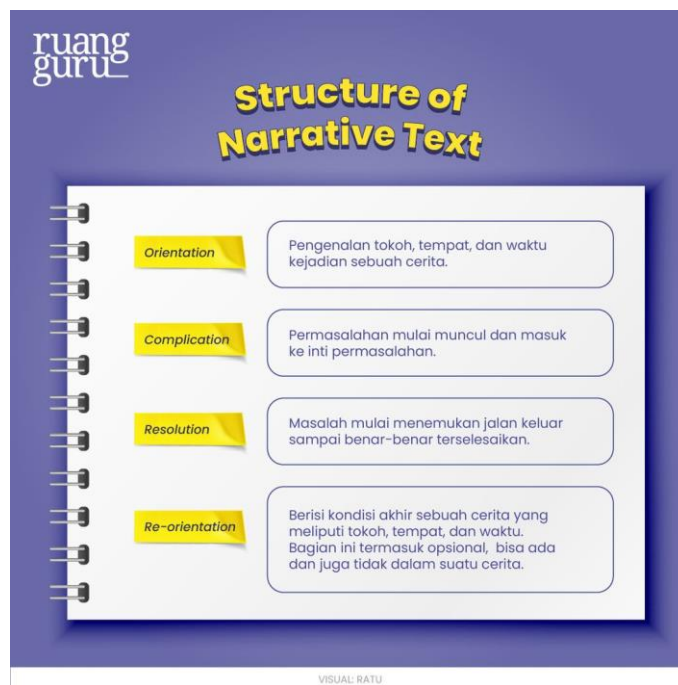 ruang
guru
Structure of
Narrative Text
Orientation
Pengenalan tokoh, tempat, dan waktu
kejadian sebuah cerita.
Complication
Permasalahan mulai muncul dan masuk
ke inti permasalahan.
Resolution
Masalah mulai menemukan jalan keluar
sampai benar-benar terselesaikan.
Re-orientation
Berisi kondisi akhir sebuah cerita yang
meliputi tokoh, tempat, dan waktu.
Bagian ini termasuk opsional, bisa ada
dan juga tidak dalam suatu cerita.
VISUAL: RATU